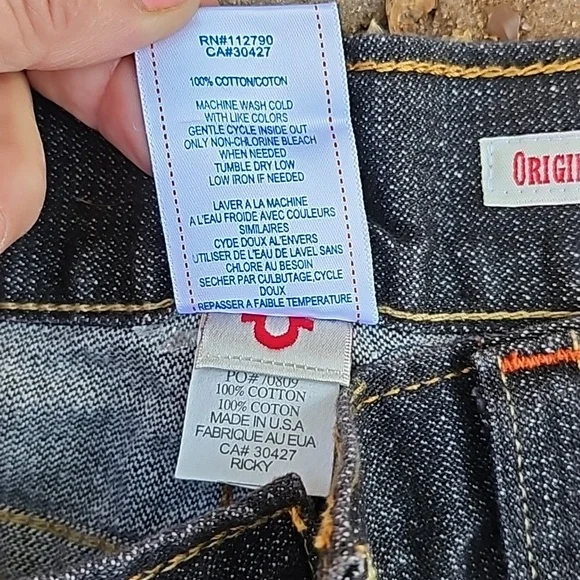 RN#112790
CA#30427
100% COTTON/COTON
MACHINE WASH COLD
WITH LIKE COLORS
GENTLE CYCLE INSIDE OUT
ONLY NON-CHLORINE BLEACH
WHEN NEEDED
TUMBLE DRY LOW
LOW IRON IF NEEDED
LAVER A LA MACHINE
A L'EAU FROIDE AVEC COULEURS
SIMILAIRES
CYDE DOUX AL'ENVERS
UTILISER DE L'EAU DE LAVEL SANS
CHLORE AU BESOIN
SECHER PAR CULBUTAGE,CYCLE
DOUX
REPASSER A FAIBLE TEMPERATURE
ORIGI
PO# 70809
100% COTTON
100% COTON
MADE IN U.S.A
FABRIQUE AU EUA
CA# 30427
RICKY